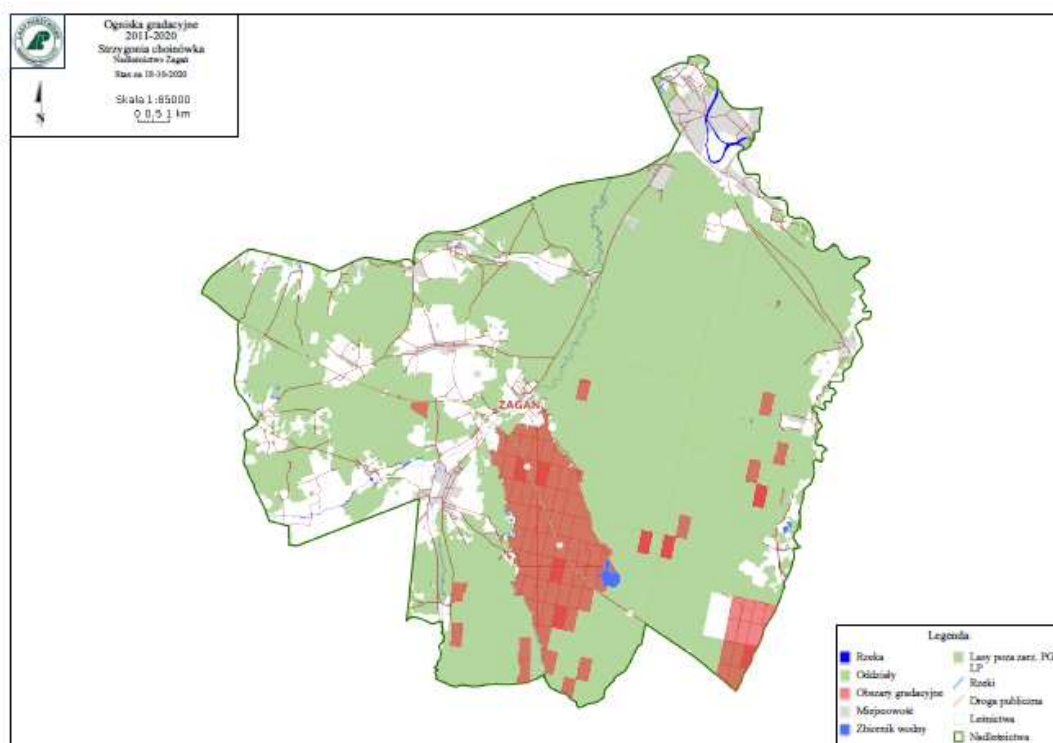 Ogniska gradacyjne
2011-2020
Strzygonia choinówka
Nadleśnictwo Żagań
Skala 1:85000
0 0,5 1 km
N
ŻAGAŃ
Legenda
Rzeka
Oddziały
Obszary gradacyjne
Miejscowość
Zbiornik wodny
Lasy poza zarz. PG
LP
Rzeki
Droga publiczna
Leśnictwa
Nadleśnictwa